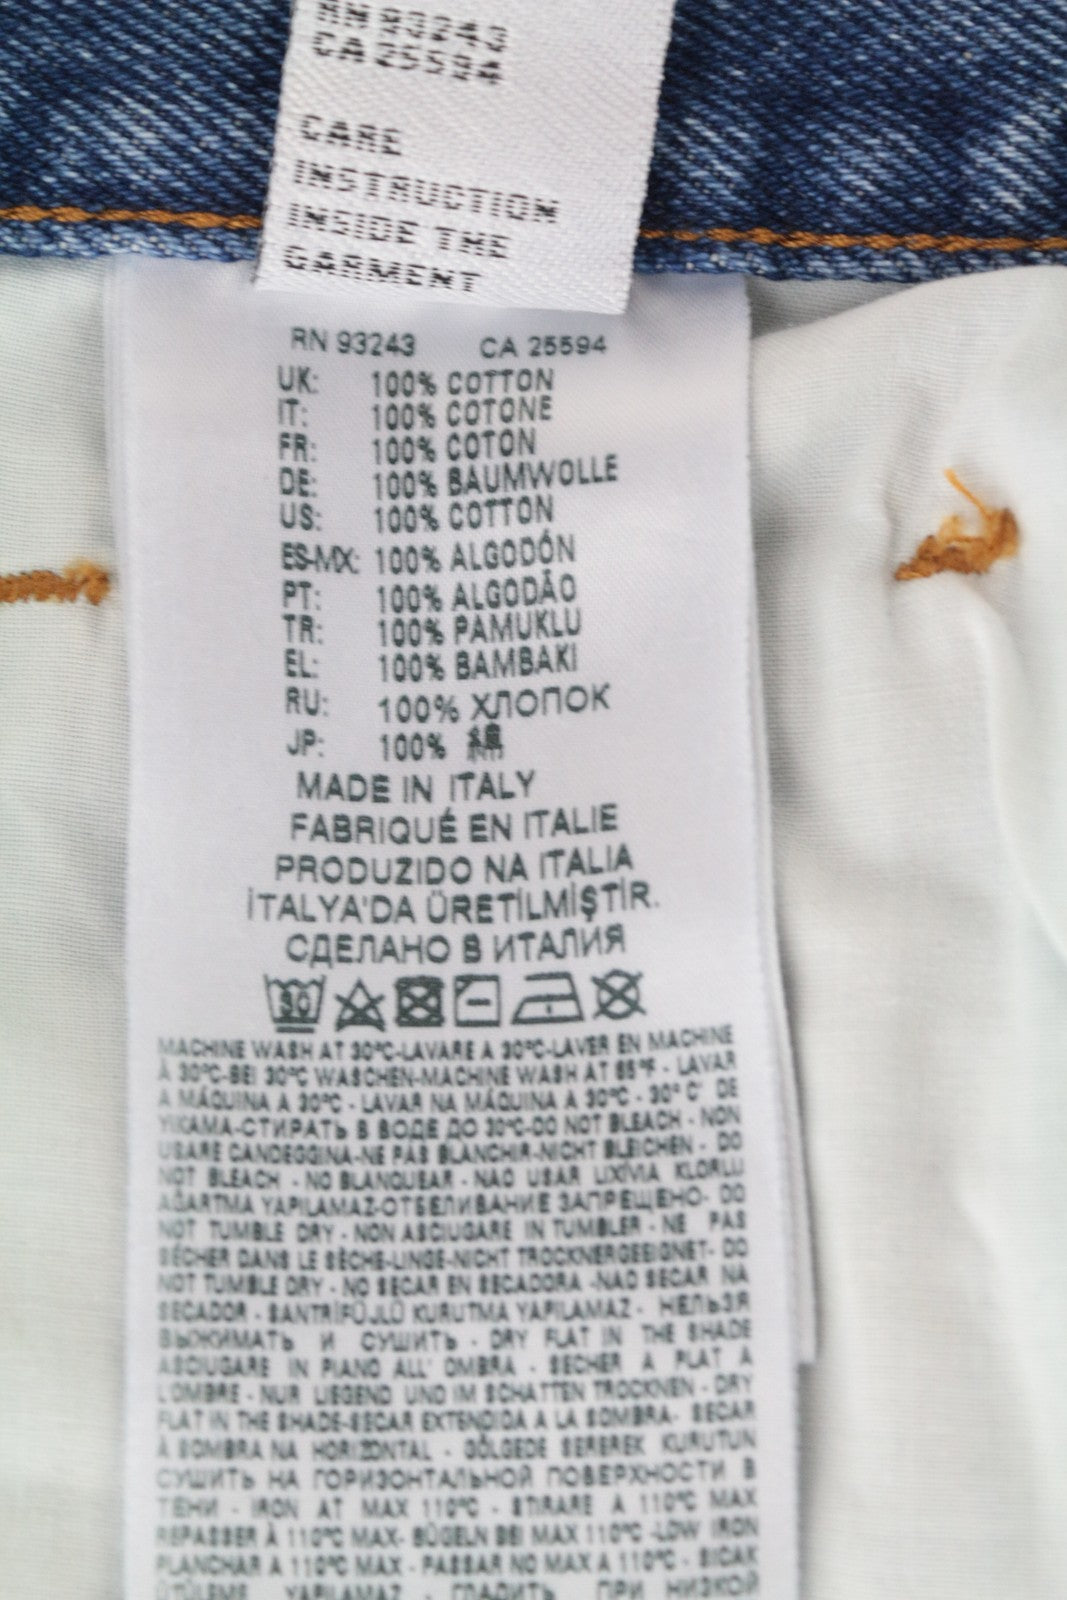 RN 93243
CA 25594
CARE
INSTRUCTION
INSIDE THE
GARMENT
RN 93243 CA 25594
UK: 100% COTTON
IT: 100% COTONE
FR: 100% COTON
DE: 100% BAUMWOLLE
US: 100% COTTON
ES-MX: 100% ALGODÓN
PT: 100% ALGODÃO
TR: 100% PAMUKLU
EL: 100% BAMBAKI
RU: 100% ХЛОПОК
JP: 100% 綿
MADE IN ITALY
FABRIQUÉ EN ITALIE
PRODUZIDO NA ITALIA
İTALYA'DA ÜRETİLMİŞTİR.
СДЕЛАНО В ИТАЛИЯ
30
MACHINE WASH AT 30°C-LAVARE A 30°C-LAVER EN MACHINE
À 30°C-BEI 30°C WASCHEN-MACHINE WASH AT 85°F - LAVAR
A MÁQUINA A 30°C - LAVAR NA MÁQUINA A 30°C - 30° C' DE
YIKAMA-СТИРАТЬ В ВОДЕ ДО 30°C-DO NOT BLEACH - NON
USARE CANDEGGINA-NE PAS BLANCHIR-NICHT BLEICHEN - DO
NOT BLEACH - NO BLANQUEAR - NAO USAR LIXÍVIA KLORLU
AĞARTMA YAPILAMAZ-ОТБЕЛИВАНИЕ ЗАПРЕЩЕНО- DO
NOT TUMBLE DRY - NON ASCIUGARE IN TUMBLER - NE PAS
SÉCHER DANS LE SÈCHE-LINGE-NICHT TROCKNERGEEIGNET- DO
NOT TUMBLE DRY - NO SECAR EN SECADORA -NAO SECAR NA
SECADOR - SANTRİFÜJLÜ KURUTMA YAPILAMAZ - НЕЛЬЗЯ
ВЫЖИМАТЬ И СУШИТЬ - DRY FLAT IN THE SHADE
ASCIUGARE IN PIANO ALL' OMBRA - SECHER A PLAT A
L'OMBRE - NUR LIEGEND UND IM SCHATTEN TROCKNEN - DRY
FLAT IN THE SHADE-SECAR EXTENDIDA A LA SOMBRA- SECAR
À SOMBRA NA HORIZONTAL - GÖLGEDE SEREREK KURUTUN
СУШИТЬ НА ГОРИЗОНТАЛЬНОЙ ПОВЕРХНОСТИ В
ТЕНИ - IRON AT MAX 110°C - STIRARE A 110°C MAX
REPASSER À 110°C MAX- BÜGELN BEI MAX 110°C -LOW IRON
PLANCHAR A 110°C MAX - PASSAR NO MAX A 110°C - SICAK
ÜTÜLEME YAPILAMAZ - ГЛАДИТЬ ПРИ НИЗКОЙ